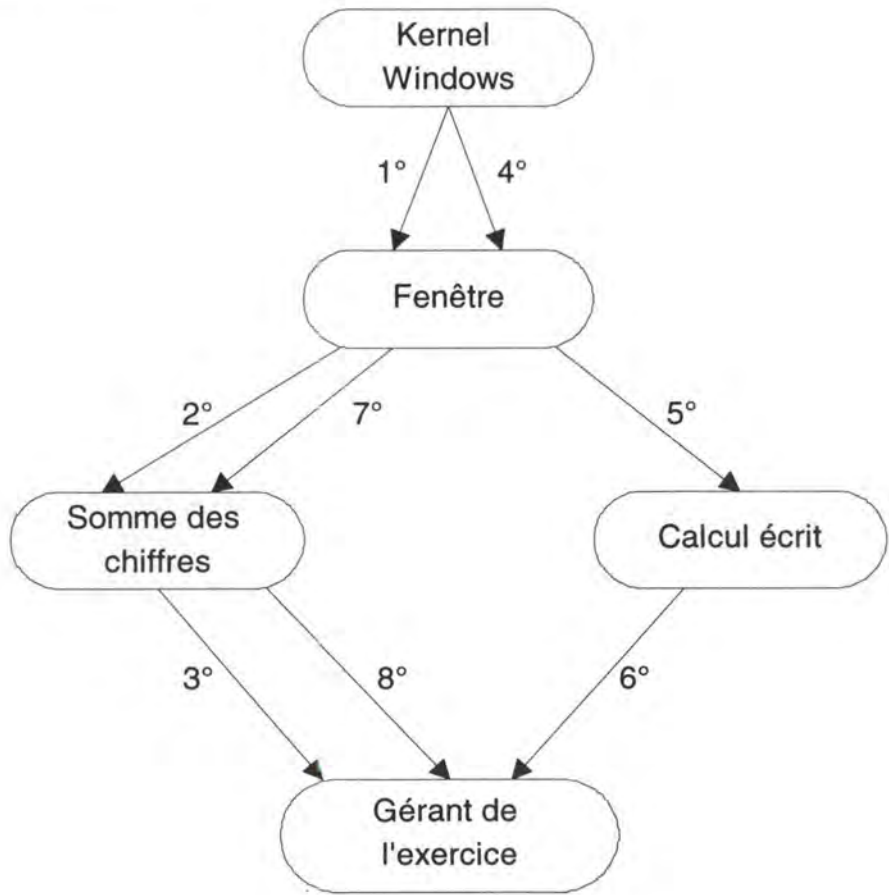 Kernel
Windows
1° 4°
Fenêtre
2° 7° 5°
Somme des
chiffres
Calcul écrit
3° 8° 6°
Gérant de
l'exercice